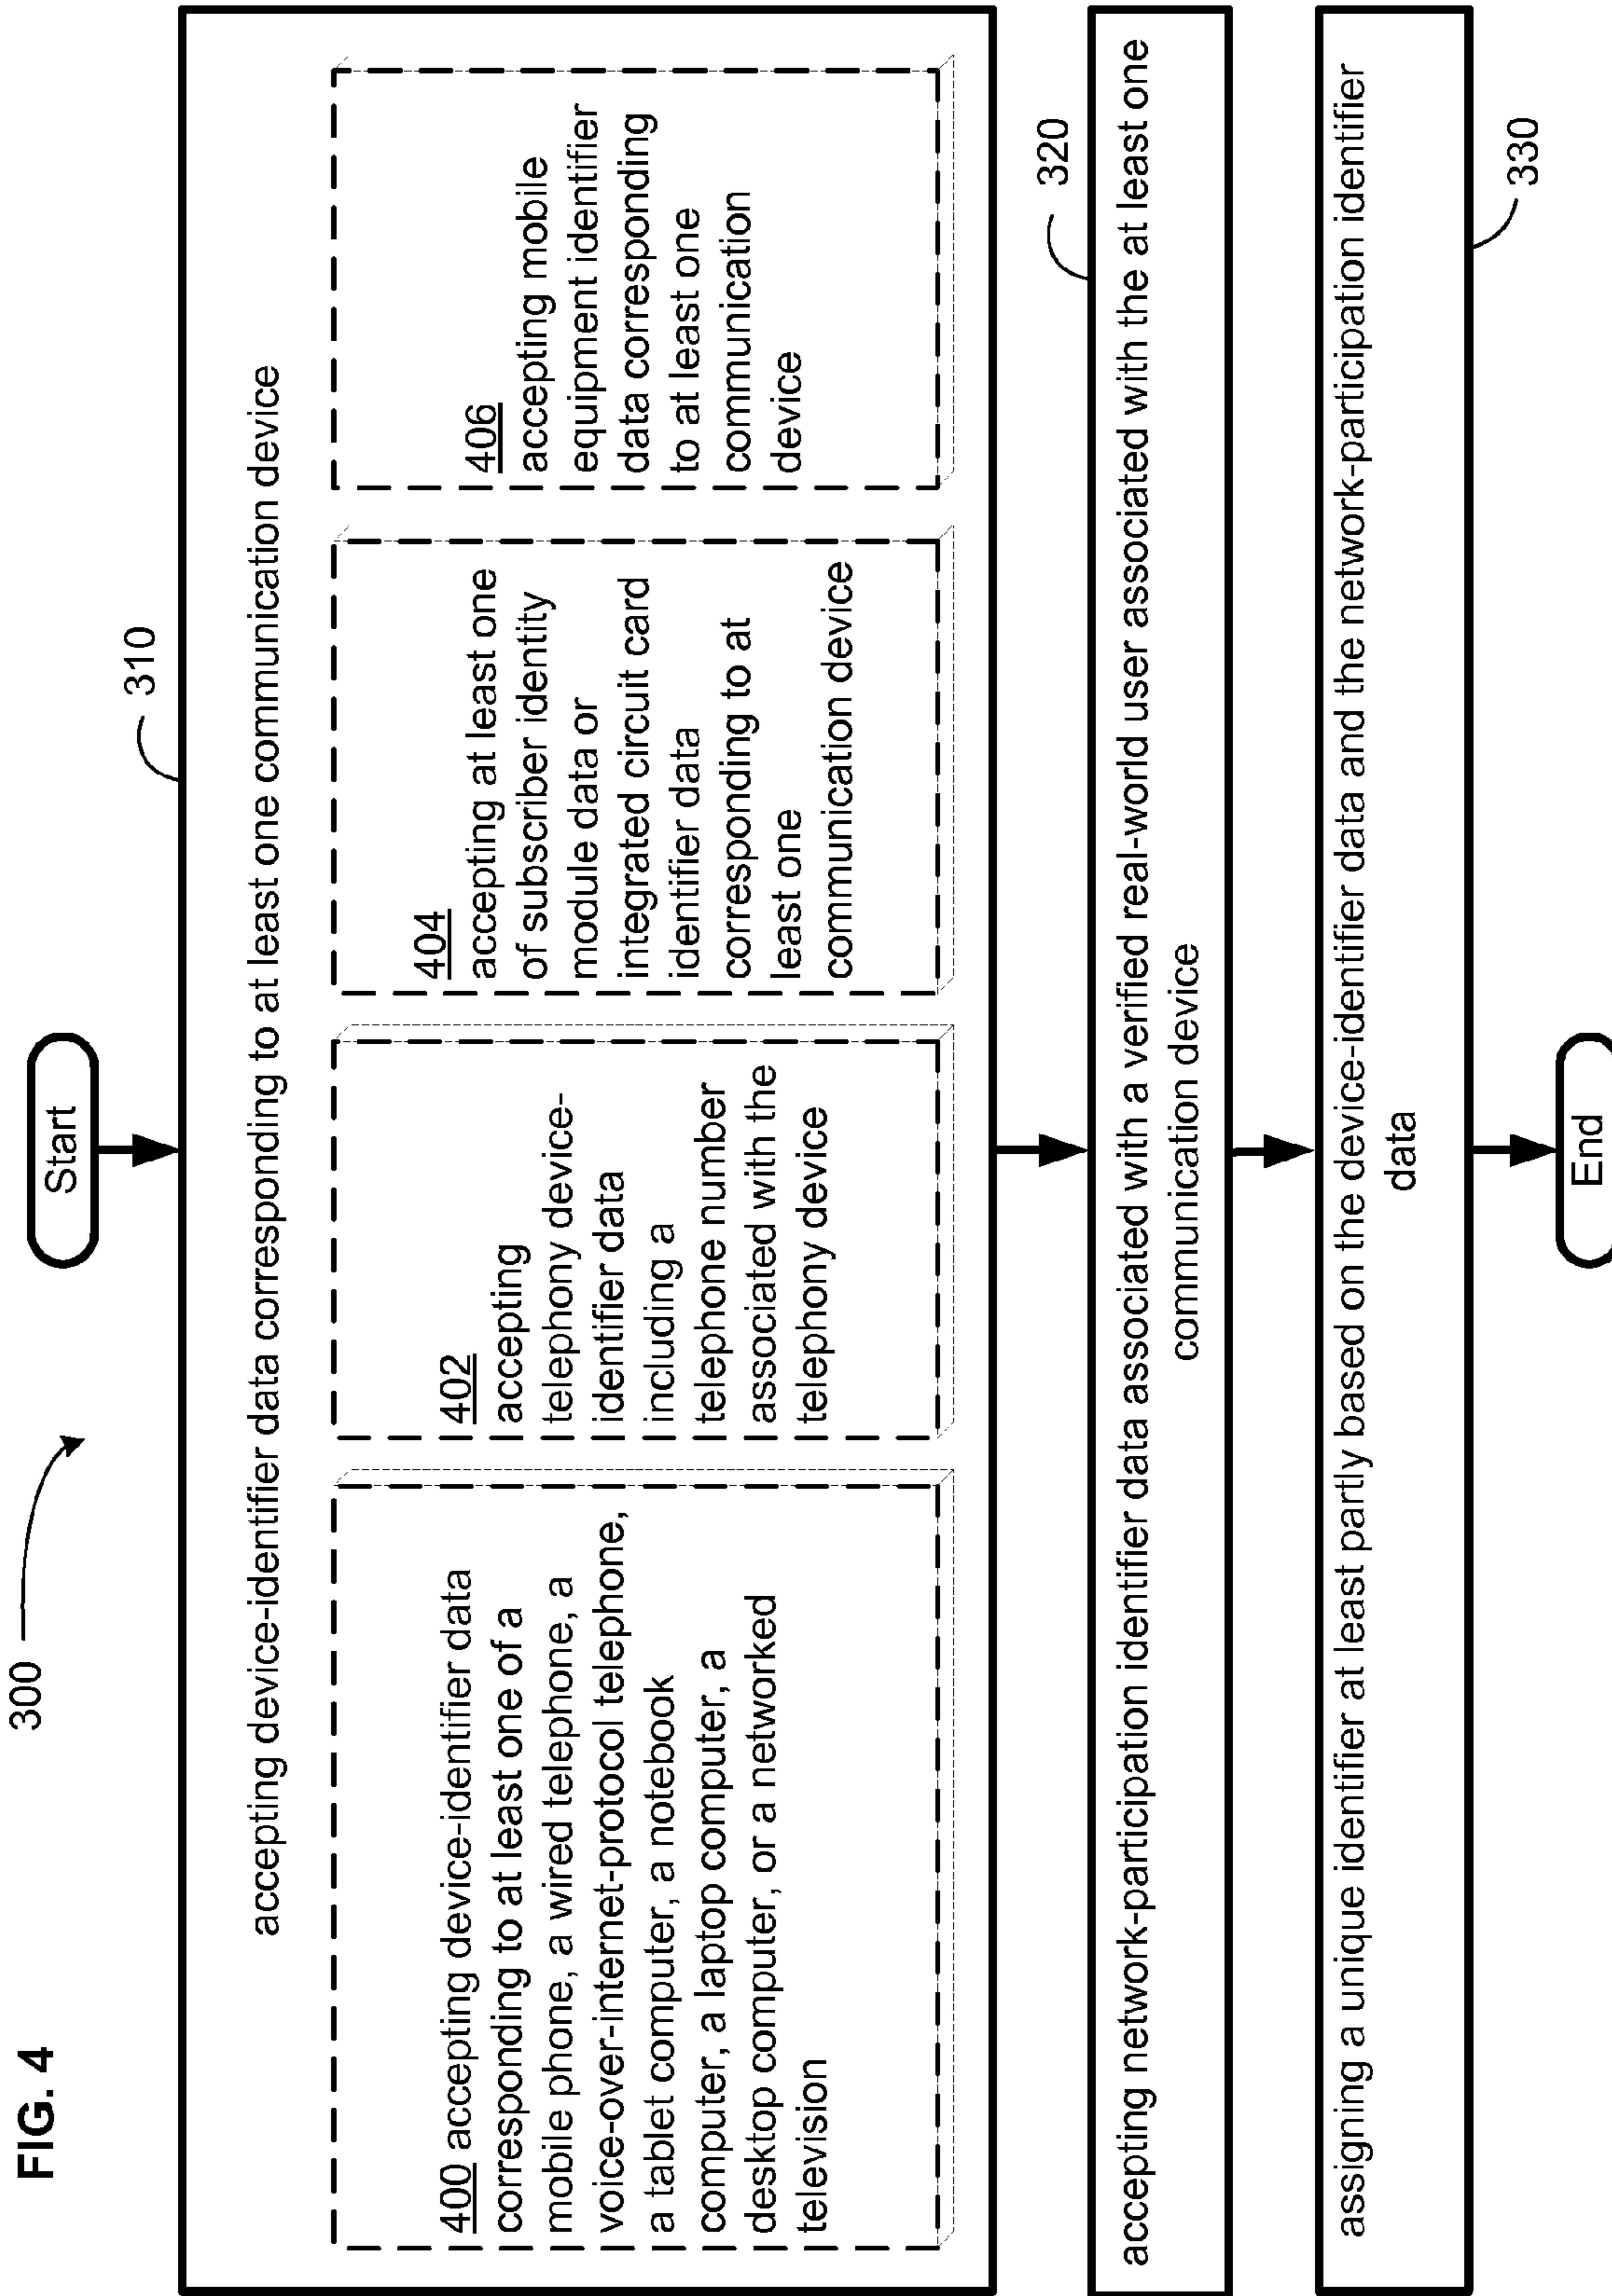 FIG. 4
300
Start
310
accepting device-identifier data corresponding to at least one communication device
400 accepting device-identifier data
corresponding to at least one of a
mobile phone, a wired telephone, a
voice-over-internet-protocol telephone,
a tablet computer, a notebook
computer, a laptop computer, a
desktop computer, or a networked
television
402
accepting
telephony device-
identifier data
including a
telephone number
associated with the
telephony device
404
accepting at least one
of subscriber identity
module data or
integrated circuit card
identifier data
corresponding to at
least one
communication device
406
accepting mobile
equipment identifier
data corresponding
to at least one
communication
device
320
accepting network-participation identifier data associated with a verified real-world user associated with the at least one
communication device
assigning a unique identifier at least partly based on the device-identifier data and the network-participation identifier
data
330
End